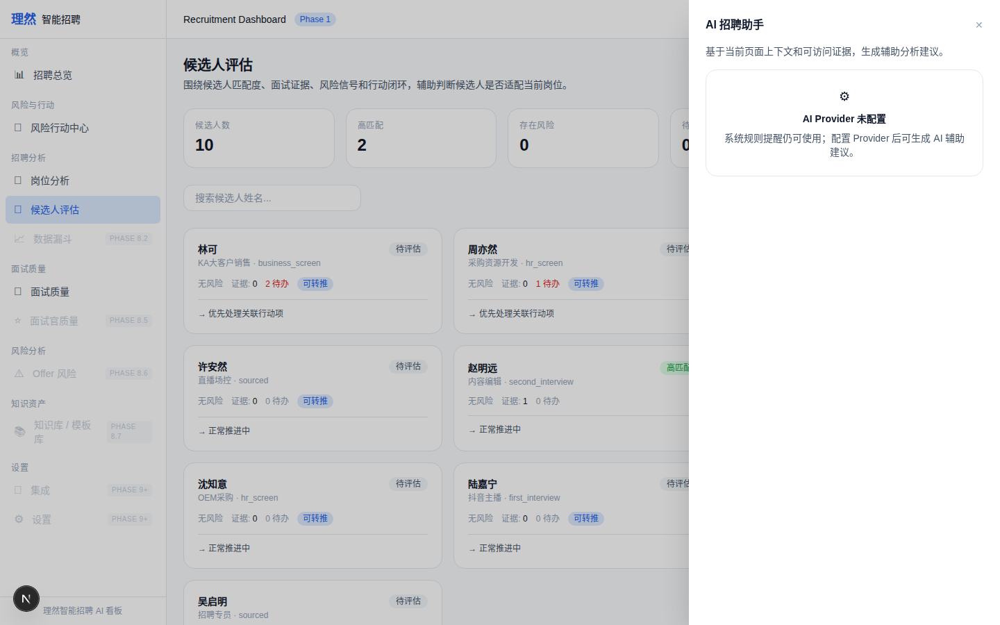 理然 智能招聘
概览
招聘总览
风险与行动
风险行动中心
招聘分析
岗位分析
候选人评估
数据漏斗 PHASE 8.2
面试质量
面试质量
面试官质量 PHASE 8.5
风险分析
Offer 风险 PHASE 8.6
知识资产
知识库 / 模板
库
PHASE
8.7
设置
集成 PHASE 9+
设置 PHASE 9+
N
理然智能招聘 AI 看板
Recruitment Dashboard Phase 1
候选人评估
围绕候选人匹配度、面试证据、风险信号和行动闭环，辅助判断候选人是否适配当前岗位。
候选人数
10
高匹配
2
存在风险
0
待
0
搜索候选人姓名...
林可 待评估
KA大客户销售 · business_screen
无风险 证据: 0 2 待办 可转推
→ 优先处理关联行动项
周亦然 待评估
采购资源开发 · hr_screen
无风险 证据: 0 1 待办 可转推
→ 优先处理关联行动项
许安然 待评估
直播场控 · sourced
无风险 证据: 0 0 待办 可转推
→ 正常推进中
赵明远 高匹配
内容编辑 · second_interview
无风险 证据: 1 0 待办
→ 正常推进中
沈知意 待评估
OEM采购 · hr_screen
无风险 证据: 0 0 待办 可转推
→ 正常推进中
陆嘉宁 待评估
抖音主播 · first_interview
无风险 证据: 0 0 待办 可转推
→ 正常推进中
吴启明 待评估
招聘专员 · sourced
AI 招聘助手 ×
基于当前页面上下文和可访问证据，生成辅助分析建议。
AI Provider 未配置
系统规则提醒仍可使用；配置 Provider 后可生成 AI 辅助
建议。